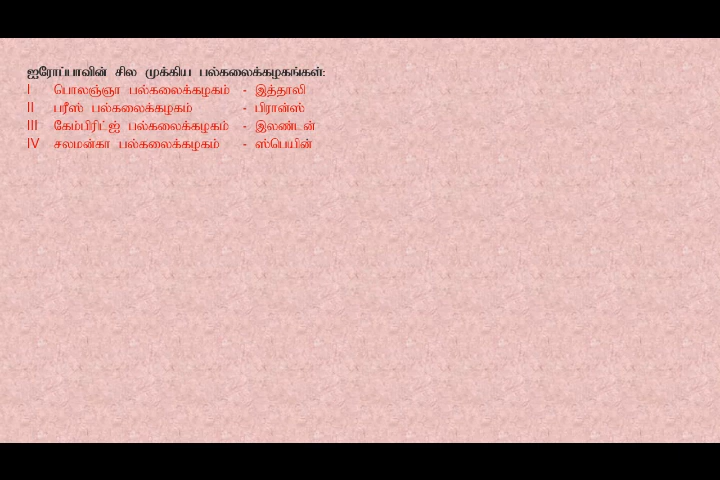 ஐரோப்பாவின் சில முக்கிய பல்கலைக்கழகங்கள்:
I பொலஞ்ஞா பல்கலைக்கழகம் - இத்தாலி
II பரீஸ் பல்கலைக்கழகம் - பிரான்ஸ்
III கேம்பிரிட்ஜ் பல்கலைக்கழகம் - இலண்டன்
IV சலமன்கா பல்கலைக்கழகம் - ஸ்பெயின்